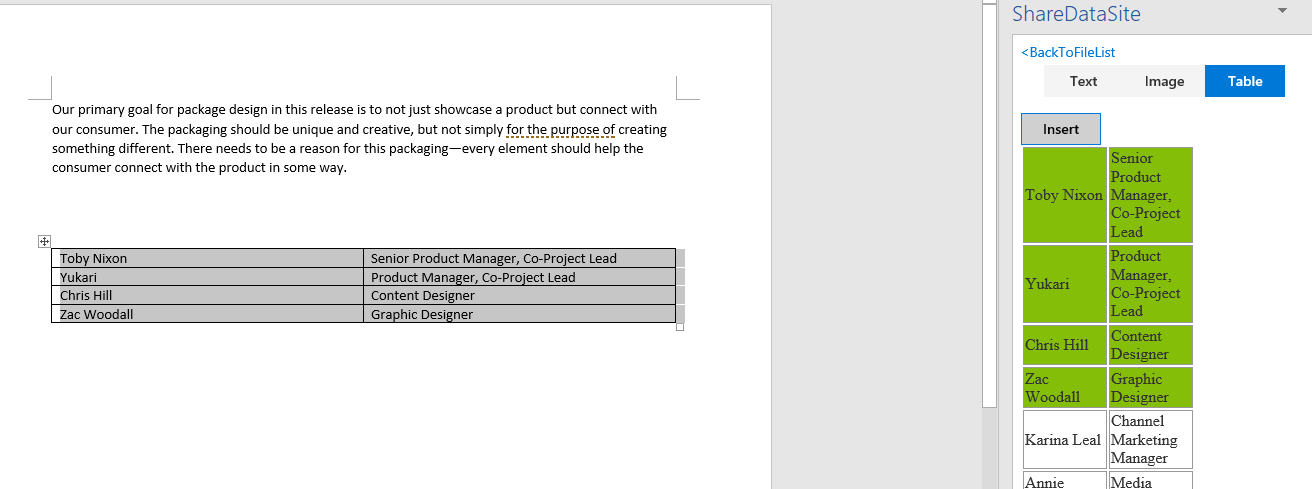 Our primary goal for package design in this release is to not just showcase a product but connect with
our consumer. The packaging should be unique and creative, but not simply for the purpose of creating
something different. There needs to be a reason for this packaging—every element should help the
consumer connect with the product in some way.
Toby Nixon Senior Product Manager, Co-Project Lead
Yukari Product Manager, Co-Project Lead
Chris Hill Content Designer
Zac Woodall Graphic Designer
ShareDataSite
<BackToFileList
Text Image Table
Insert
Toby Nixon
Senior
Product
Manager,
Co-Project
Lead
Yukari
Product
Manager,
Co-Project
Lead
Chris Hill
Content
Designer
Zac
Woodall
Graphic
Designer
Karina Leal
Channel
Marketing
Manager
Annie
Media